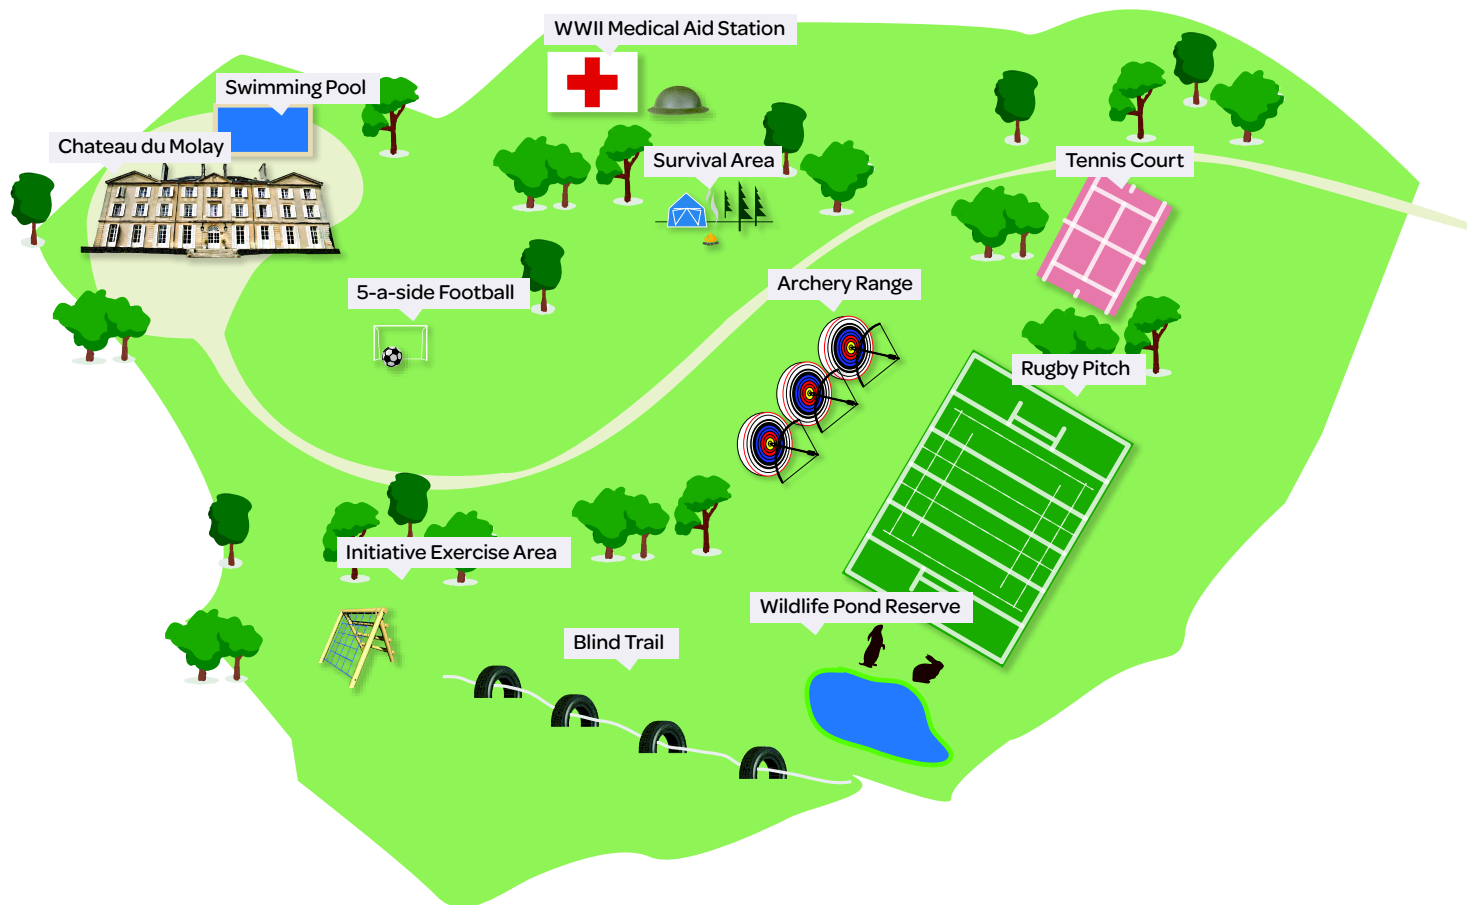 WWII Medical Aid Station
Swimming Pool
Chateau du Molay
Survival Area
Tennis Court
Archery Range
5-a-side Football
Rugby Pitch
Initiative Exercise Area
Wildlife Pond Reserve
Blind Trail